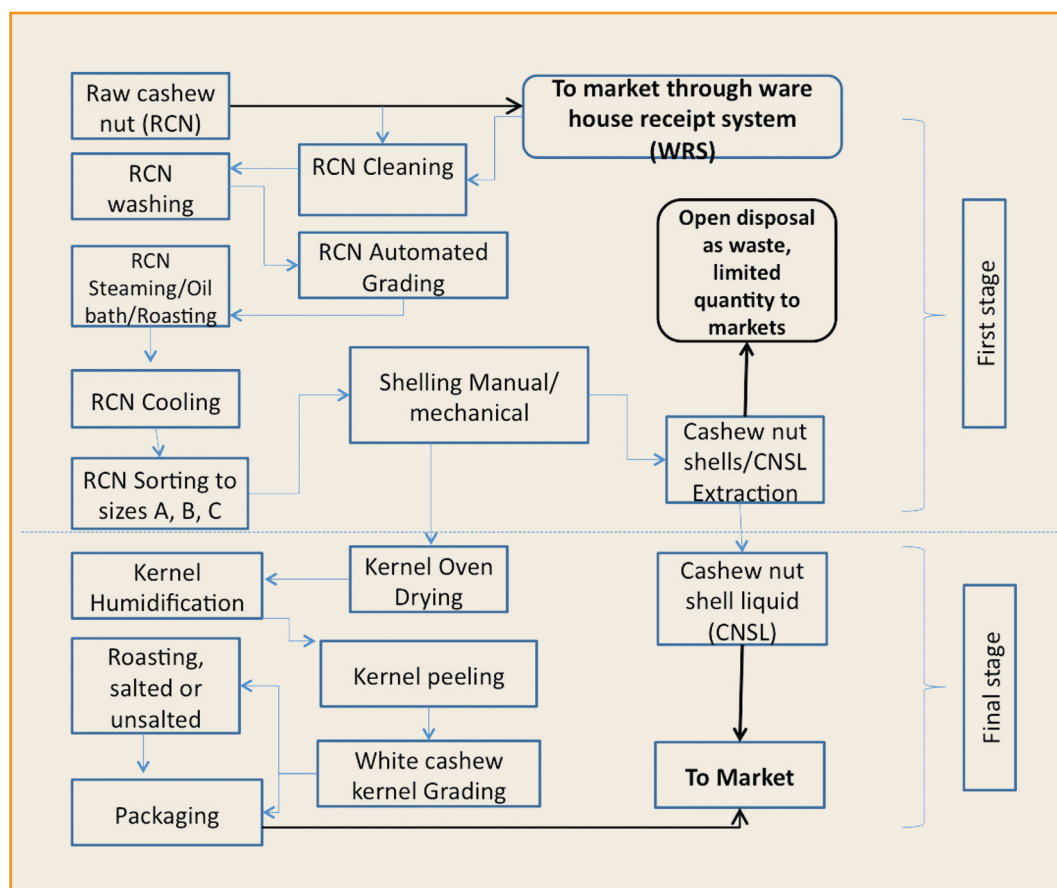 Raw cashew
nut (RCN)
To market through ware
house receipt system
(WRS)
RCN Cleaning
RCN
washing
RCN Automated
Grading
RCN
Steaming/Oil
bath/Roasting
Open disposal
as waste,
limited
quantity to
markets
First stage
RCN Cooling
Shelling Manual/
mechanical
RCN Sorting to
sizes A, B, C
Cashew nut
shells/CNSL
Extraction
Kernel
Humidification
Kernel Oven
Drying
Cashew nut
shell liquid
(CNSL)
Roasting,
salted or
unsalted
Kernel peeling
Final stage
White cashew
kernel Grading
Packaging
To Market